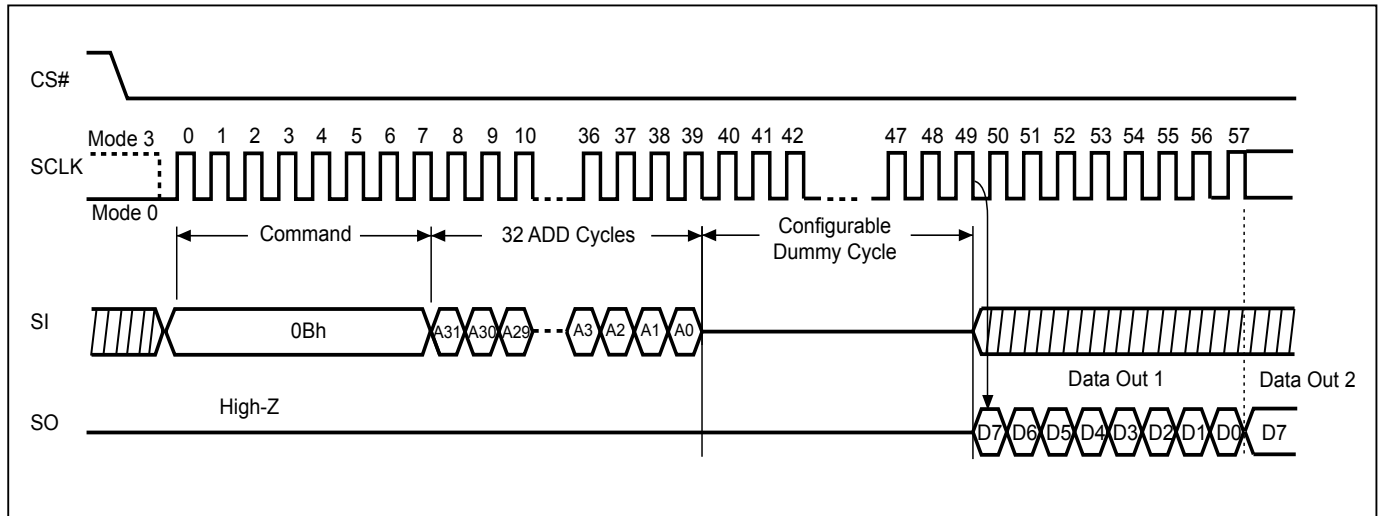 CS#
Mode 3
0 1 2 3 4 5 6 7 8 9 10 36 37 38 39 40 41 42 47 48 49 50 51 52 53 54 55 56 57
SCLK
Mode 0
Command
32 ADD Cycles
Configurable
Dummy Cycle
SI
0Bh
A31 A30 A29 A3 A2 A1 A0
Data Out 1
Data Out 2
High-Z
SO
D7 D6 D5 D4 D3 D2 D1 D0 D7